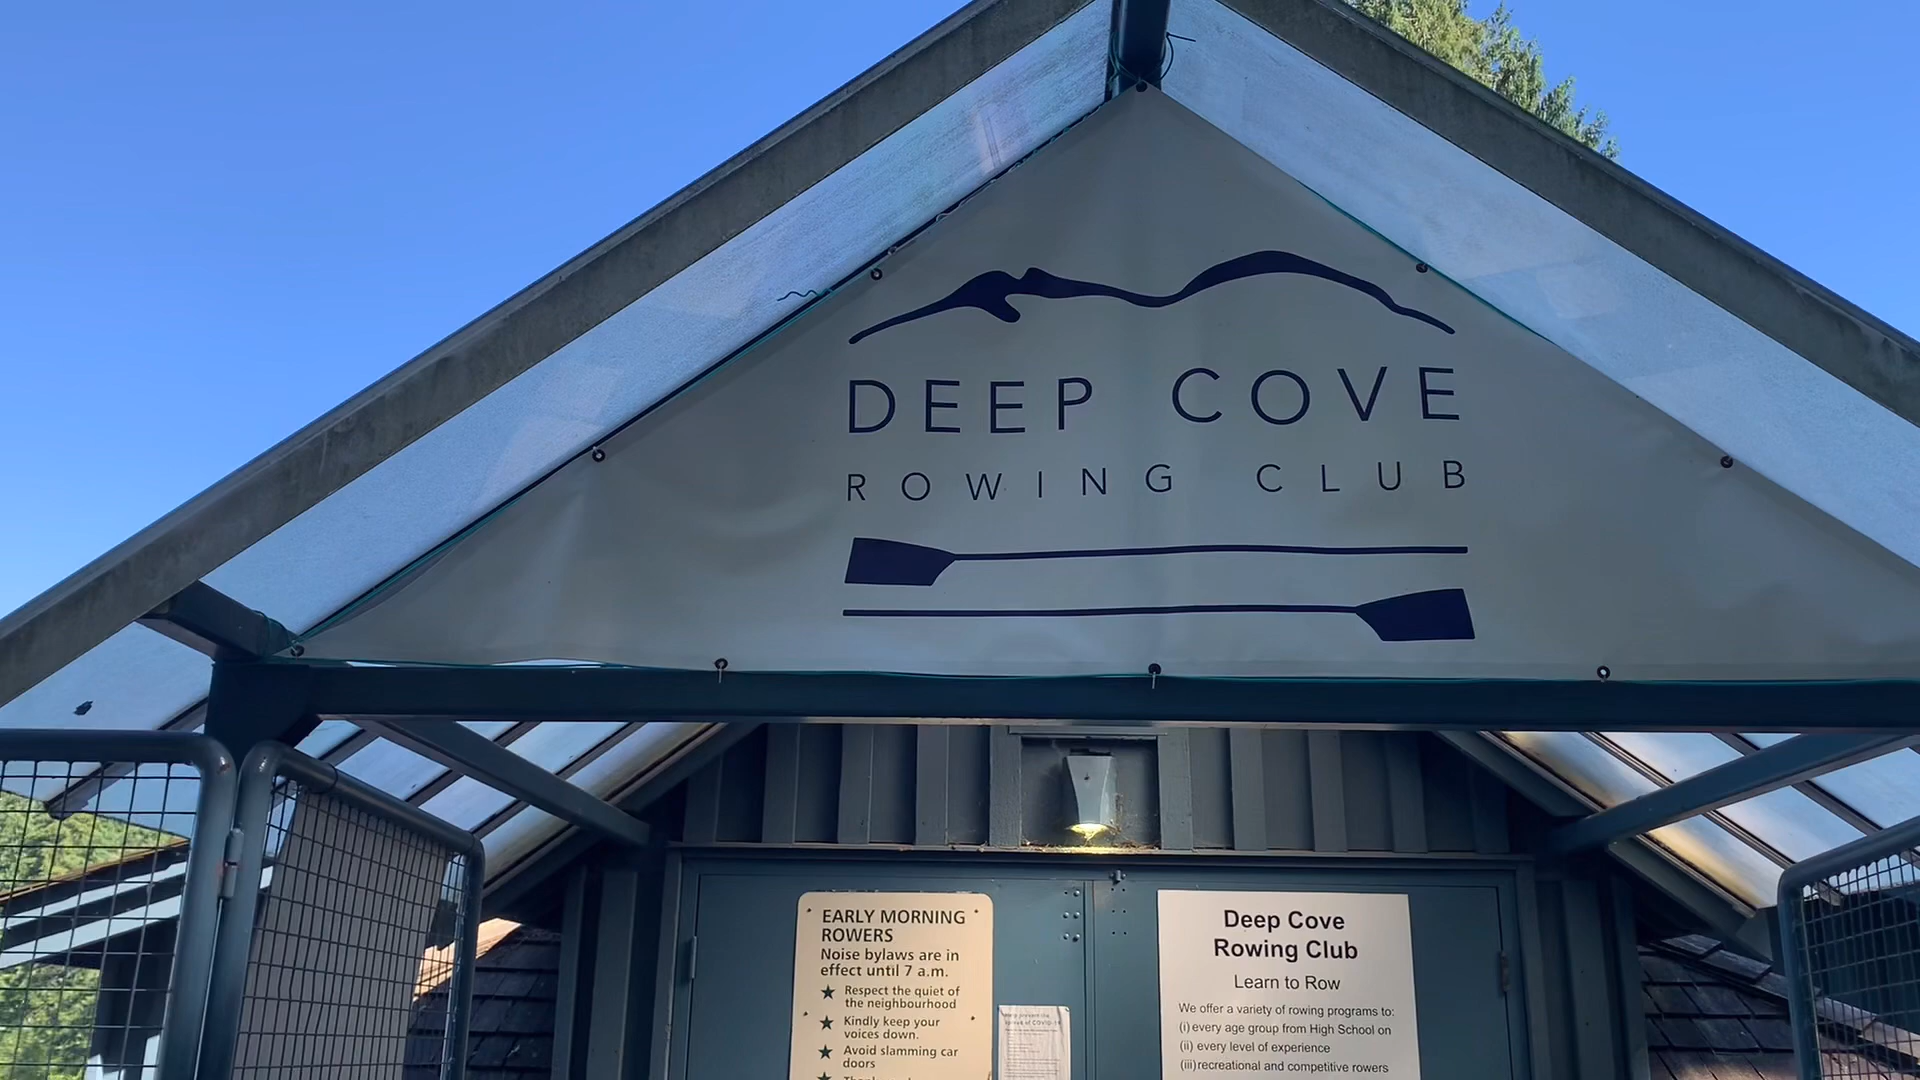 DEEP COVE
ROWING CLUB
EARLY MORNING
ROWERS
Noise bylaws are in
effect until 7 a.m.
★ Respect the quiet of
the neighbourhood
★ Kindly keep your
voices down.
★ Avoid slamming car
doors
Deep Cove
Rowing Club
Learn to Row
We offer a variety of rowing programs to:
(i) every age group from High School on
(ii) every level of experience
(iii) recreational and competitive rowers